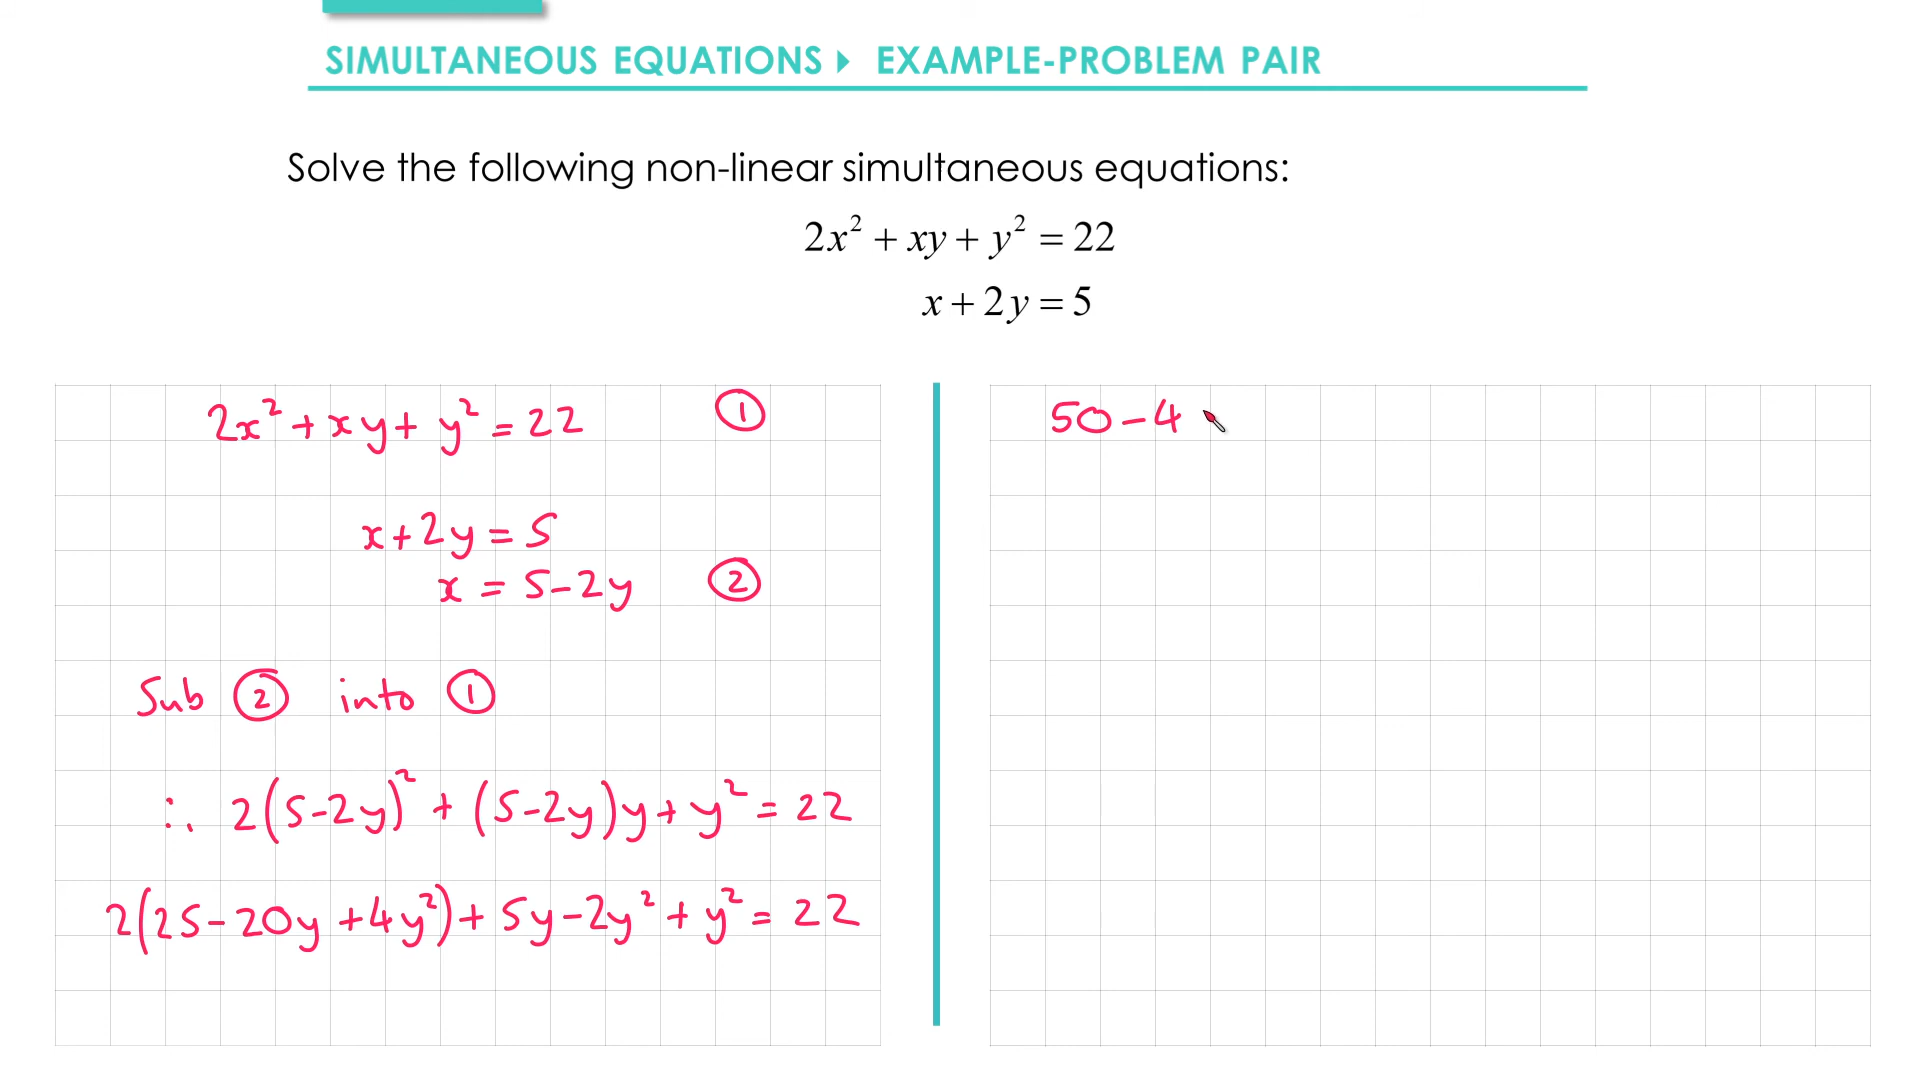 SIMULTANEOUS EQUATIONS ▸ EXAMPLE-PROBLEM PAIR
Solve the following non-linear simultaneous equations:
2x² + xy + y² = 22
x + 2y = 5
2x² + xy + y² = 22 ①
x + 2y = 5
x = 5 - 2y ②
Sub ② into ①
∴ 2(5-2y)² + (5-2y)y + y² = 22
2(25 - 20y + 4y²) + 5y - 2y² + y² = 22
50 - 4